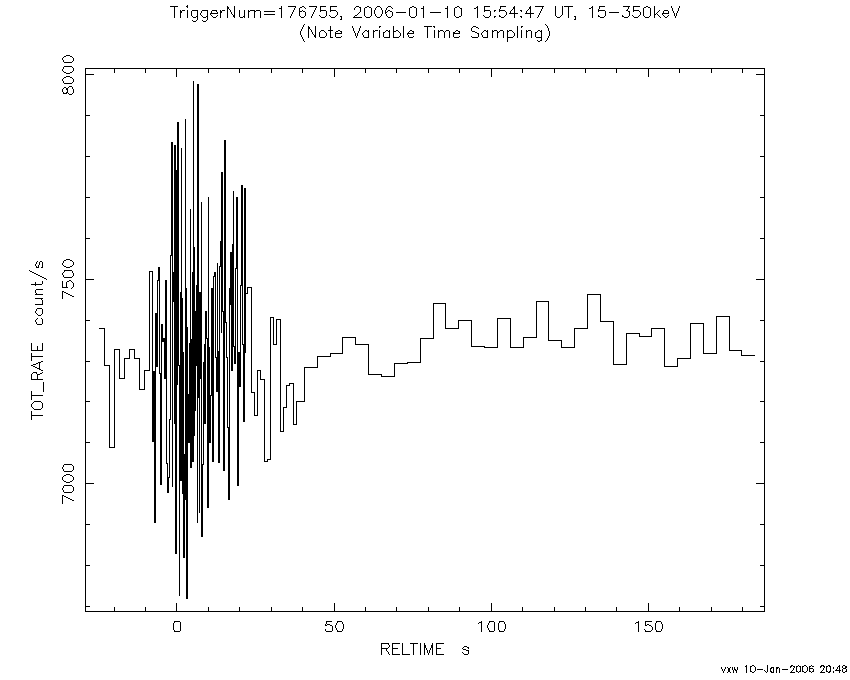 TriggerNum=176755, 2006-01-10 15:54:47 UT, 15-350keV
(Note Variable Time Sampling)
TOT_RATE count/s
8000
7500
7000
0 50 100 150
RELTIME s
vxw 10-Jan-2006 20:48